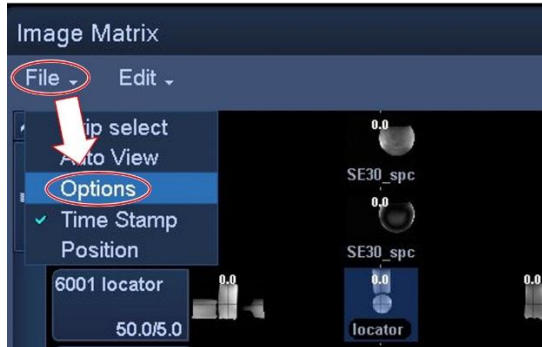 Image Matrix
File Edit
select
View
Options
Time Stamp
Position
0.0
SE30_spc
0.0
SE30_spc
6001 locator
50.0/5.0
0.0
0.0
locator
0.0